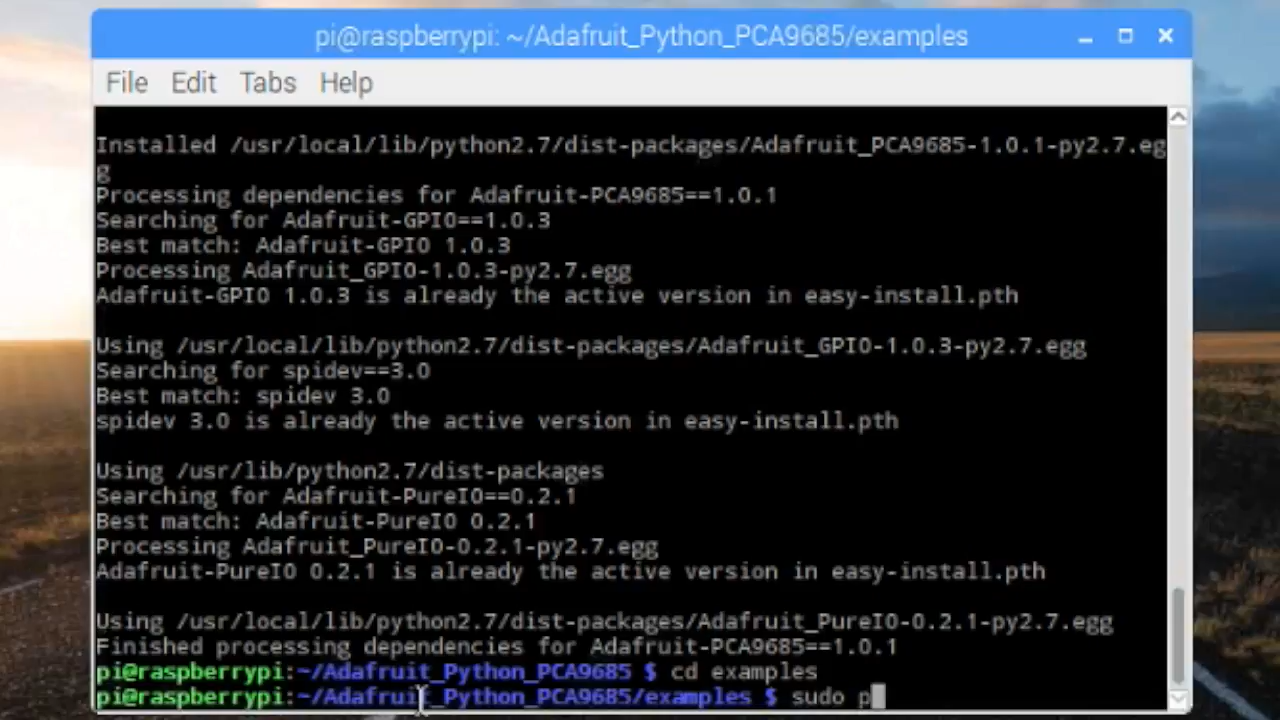 pi@raspberrypi: ~/Adafruit_Python_PCA9685/examples
File Edit Tabs Help
Installed /usr/local/lib/python2.7/dist-packages/Adafruit_PCA9685-1.0.1-py2.7.eg
g
Processing dependencies for Adafruit-PCA9685==1.0.1
Searching for Adafruit-GPIO==1.0.3
Best match: Adafruit-GPIO 1.0.3
Processing Adafruit_GPIO-1.0.3-py2.7.egg
Adafruit-GPIO 1.0.3 is already the active version in easy-install.pth
Using /usr/local/lib/python2.7/dist-packages/Adafruit_GPIO-1.0.3-py2.7.egg
Searching for spidev==3.0
Best match: spidev 3.0
spidev 3.0 is already the active version in easy-install.pth
Using /usr/lib/python2.7/dist-packages
Searching for Adafruit-PureIO==0.2.1
Best match: Adafruit-PureIO 0.2.1
Processing Adafruit_PureIO-0.2.1-py2.7.egg
Adafruit-PureIO 0.2.1 is already the active version in easy-install.pth
Using /usr/local/lib/python2.7/dist-packages/Adafruit_PureIO-0.2.1-py2.7.egg
Finished processing dependencies for Adafruit-PCA9685==1.0.1
pi@raspberrypi:~/Adafruit_Python_PCA9685 $ cd examples
pi@raspberrypi:~/Adafruit_Python_PCA9685/examples $ sudo p